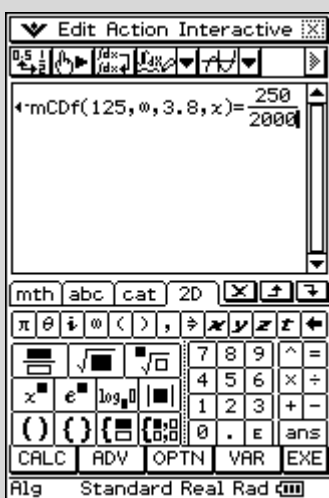 Edit Action Interactive
mCDf(125,∞,3.8,x)=250/2000
mth abc cat 2D
π θ i ∞ ( ) , ⇒ x y z t
√ √ 7 8 9 ^ =
x e log 4 5 6 × ÷
1 2 3 + -
( ) { } { { 0 . E ans
CALC ADV OPTN VAR EXE
Alg Standard Real Rad